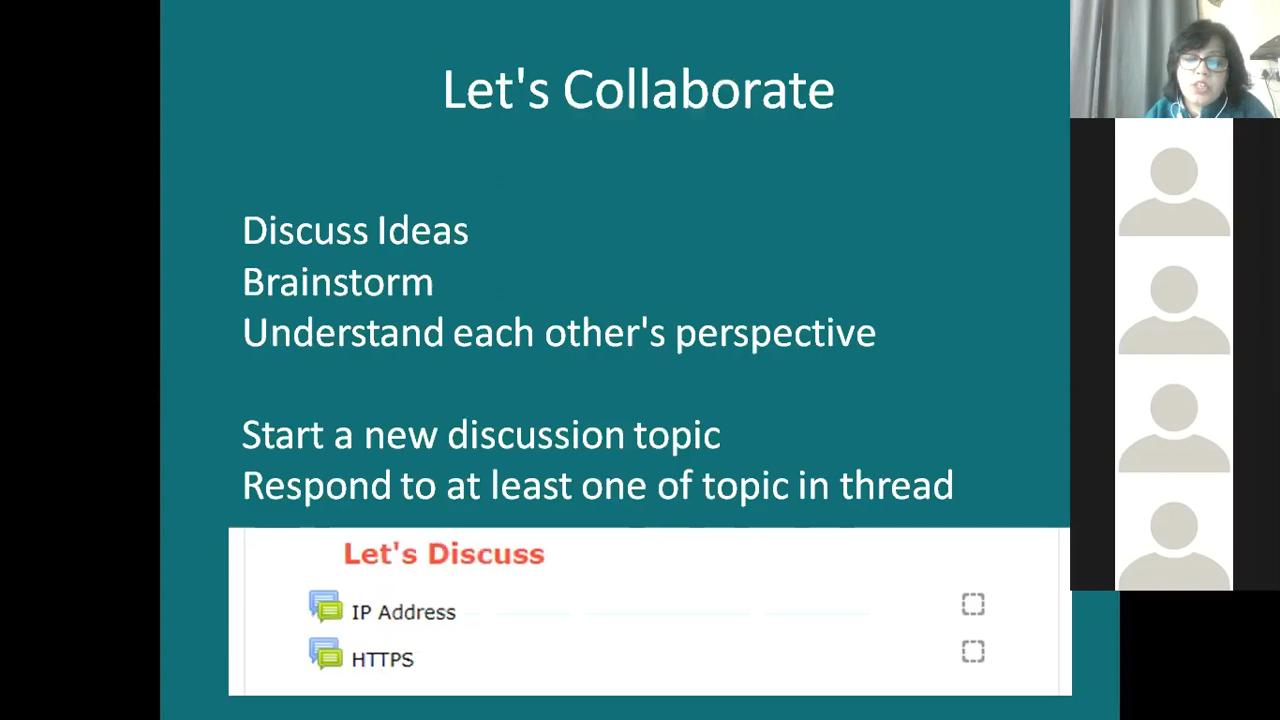 Let's Collaborate
Discuss Ideas
Brainstorm
Understand each other's perspective
Start a new discussion topic
Respond to at least one of topic in thread
Let's Discuss
IP Address
HTTPS